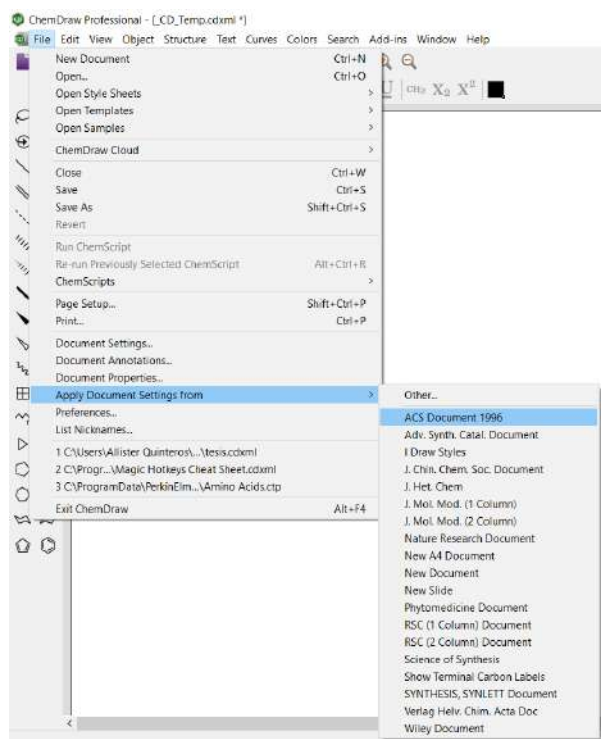 ChemDraw Professional - [_CD_Temp.cdxml *]
File Edit View Object Structure Text Curves Colors Search Add-ins Window Help
New Document Ctrl+N
Open... Ctrl+O
Open Style Sheets >
Open Templates >
Open Samples >
ChemDraw Cloud >
Close Ctrl+W
Save Ctrl+S
Save As Shift+Ctrl+S
Revert
Run ChemScript
Re-run Previously Selected ChemScript Alt+Ctrl+R
ChemScripts >
Page Setup... Shift+Ctrl+P
Print... Ctrl+P
Document Settings...
Document Annotations...
Document Properties...
Apply Document Settings from >
Preferences...
List Nicknames...
1 C:\Users\Allister Quinteros\...\tesis.cdxml
2 C:\Progr...\Magic Hotkeys Cheat Sheet.cdxml
3 C:\ProgramData\PerkinElm...\Amino Acids.ctp
Exit ChemDraw Alt+F4
U CH₂ X₂ X²
Other...
ACS Document 1996
Adv. Synth. Catal. Document
I Draw Styles
J. Chin. Chem. Soc. Document
J. Het. Chem
J. Mol. Mod. (1 Column)
J. Mol. Mod. (2 Column)
Nature Research Document
New A4 Document
New Document
New Slide
Phytomedicine Document
RSC (1 Column) Document
RSC (2 Column) Document
Science of Synthesis
Show Terminal Carbon Labels
SYNTHESIS, SYNLETT Document
Verlag Helv. Chim. Acta Doc
Wiley Document